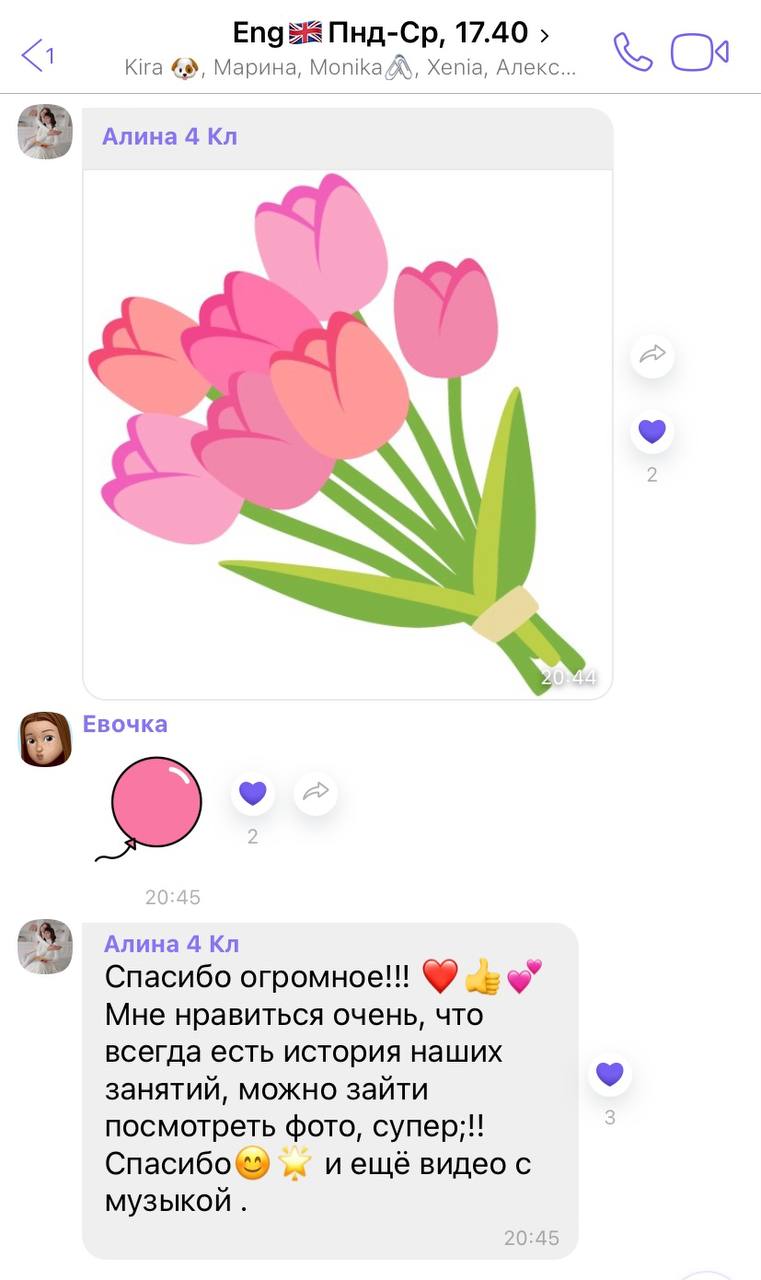 1
Eng🇬🇧Пнд-Ср, 17.40 >
Kira 🐶, Марина, Monika🖇, Xenia, Алекс...
Алина 4 Кл
2
20:44
Евочка
2
20:45
Алина 4 Кл
Спасибо огромное!!! ❤️👍💕
Мне нравиться очень, что
всегда есть история наших
занятий, можно зайти
посмотреть фото, супер;!!
Спасибо😊🌟 и ещё видео с
музыкой .
3
20:45